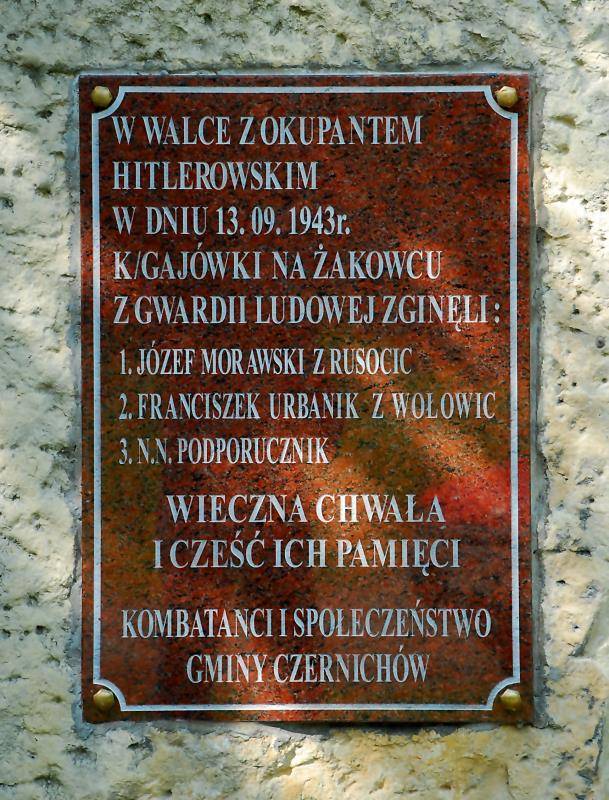 W WALCE Z OKUPANTEM
HITLEROWSKIM
W DNIU 13. 09. 1943r.
K/GAJÓWKI NA ŻAKOWCU
Z GWARDII LUDOWEJ ZGINĘLI :
1. JÓZEF MORAWSKI Z RUSOCIC
2. FRANCISZEK URBANIK Z WOŁOWIC
3. N.N. PODPORUCZNIK
WIECZNA CHWAŁA
I CZEŚĆ ICH PAMIĘCI
KOMBATANCI I SPOŁECZEŃSTWO
GMINY CZERNICHÓW